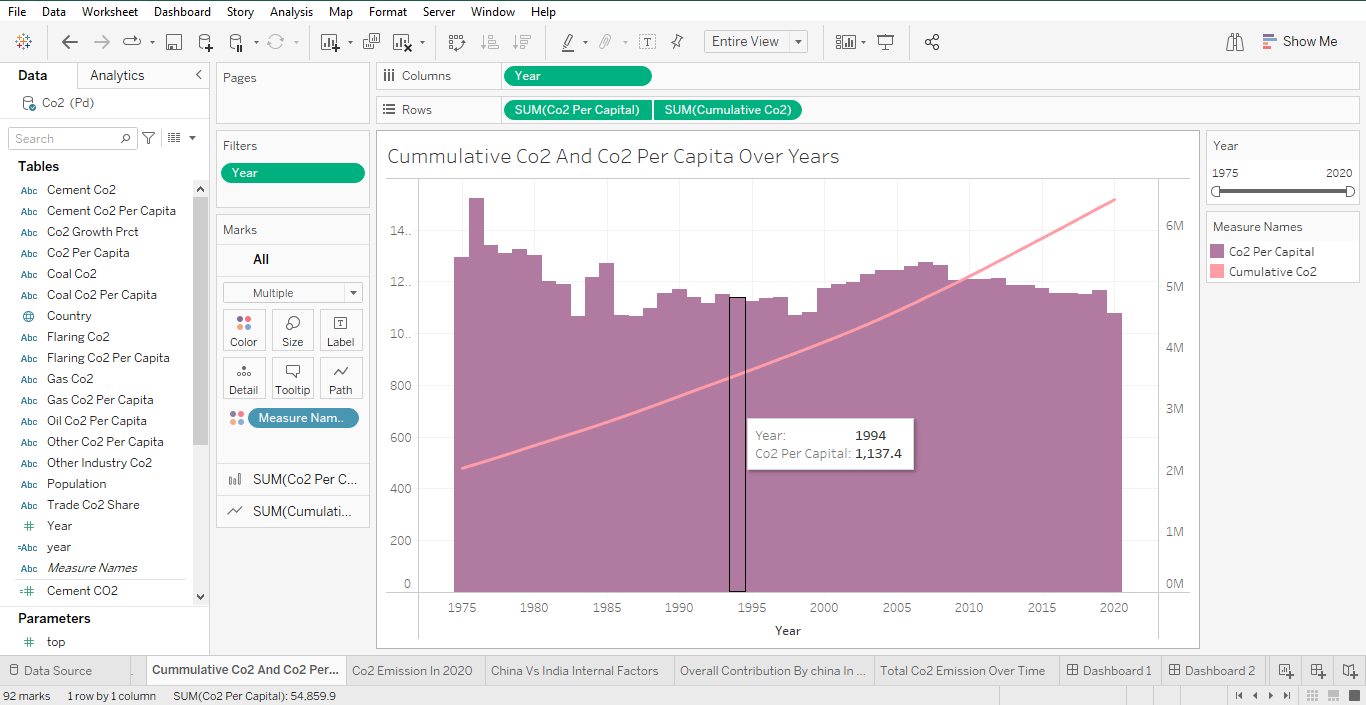 File Data Worksheet Dashboard Story Analysis Map Format Server Window Help
Entire View
Show Me
Data Analytics
Co2 (Pd)
Search
Tables
Abc Cement Co2
Abc Cement Co2 Per Capita
Abc Co2 Growth Prct
Abc Co2 Per Capita
Abc Coal Co2
Abc Coal Co2 Per Capita
Country
Abc Flaring Co2
Abc Flaring Co2 Per Capita
Abc Gas Co2
Abc Gas Co2 Per Capita
Abc Oil Co2 Per Capita
Abc Other Co2 Per Capita
Abc Other Industry Co2
Abc Population
Abc Trade Co2 Share
# Year
=Abc year
Abc Measure Names
=# Cement CO2
Parameters
# top
Pages
Filters
Year
Marks
All
Multiple
Color Size Label
Detail Tooltip Path
Measure Nam..
SUM(Co2 Per C...
SUM(Cumulati...
Columns Year
Rows SUM(Co2 Per Capital) SUM(Cumulative Co2)
Cummulative Co2 And Co2 Per Capita Over Years
14..
12..
10..
800
600
400
200
0
6M
5M
4M
3M
2M
1M
0M
Year: 1994
Co2 Per Capital: 1,137.4
1975 1980 1985 1990 1995 2000 2005 2010 2015 2020
Year
Year
1975 2020
Measure Names
Co2 Per Capital
Cumulative Co2
Data Source Cummulative Co2 And Co2 Per... Co2 Emission In 2020 China Vs India Internal Factors Overall Contribution By china In ... Total Co2 Emission Over Time Dashboard 1 Dashboard 2
92 marks 1 row by 1 column SUM(Co2 Per Capital): 54,859.9